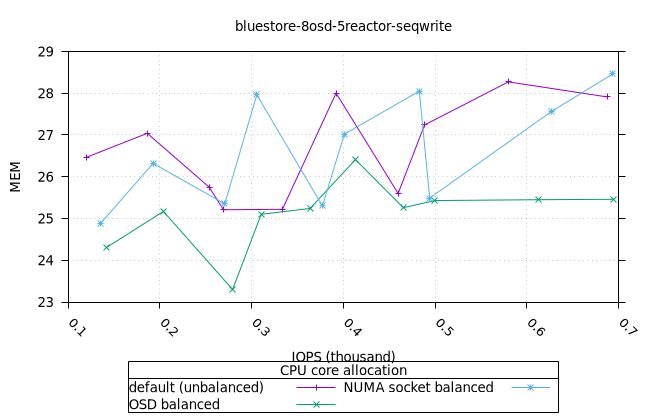 bluestore-8osd-5reactor-seqwrite
29
28
27
26
25
24
23
MEM
0.1
0.2
0.3
0.4
0.5
0.6
0.7
IOPS (thousand)
CPU core allocation
default (unbalanced) NUMA socket balanced
OSD balanced